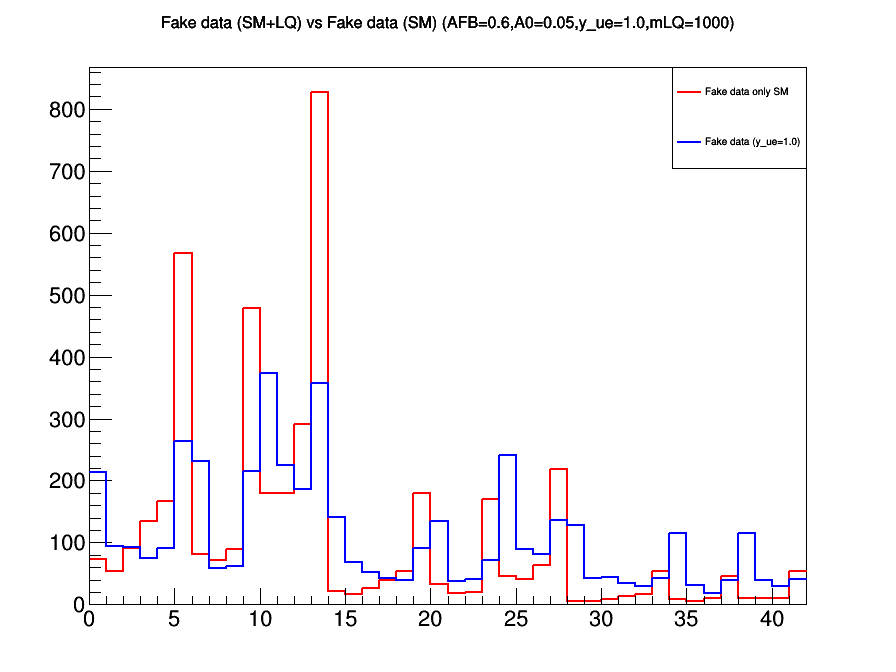 Fake data (SM+LQ) vs Fake data (SM) (AFB=0.6,A0=0.05,y_ue=1.0,mLQ=1000)
Fake data only SM
Fake data (y_ue=1.0)
800
700
600
500
400
300
200
100
0
0 5 10 15 20 25 30 35 40